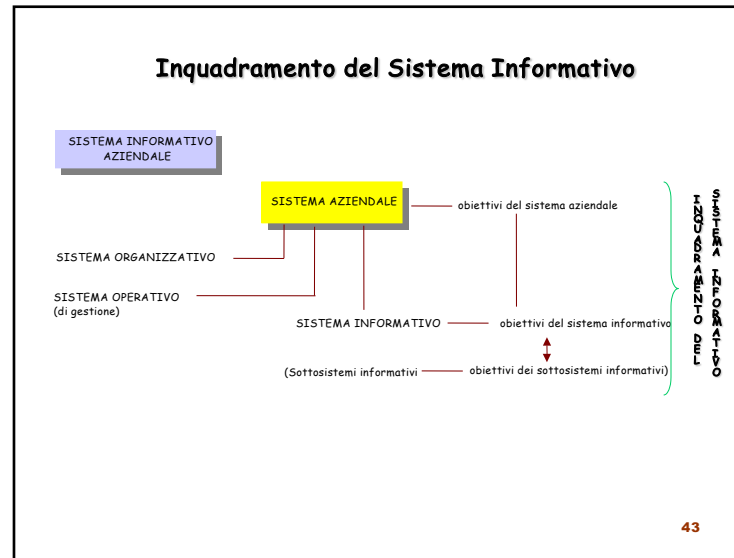 Inquadramento del Sistema Informativo
SISTEMA INFORMATIVO
AZIENDALE
SISTEMA AZIENDALE
obiettivi del sistema aziendale
SISTEMA ORGANIZZATIVO
SISTEMA OPERATIVO
(di gestione)
SISTEMA INFORMATIVO
obiettivi del sistema informativo
(Sottosistemi informativi
obiettivi dei sottosistemi informativi)
INQUADRAMENTO DEL
SISTEMA INFORMATIVO
43